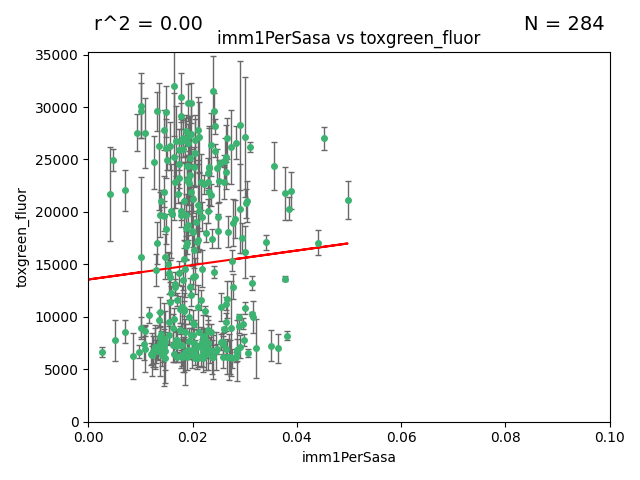 r^2 = 0.00
N = 284
imm1PerSasa vs toxgreen_fluor
35000
30000
25000
20000
15000
10000
5000
0
toxgreen_fluor
0.00
0.02
0.04
0.06
0.08
0.10
imm1PerSasa